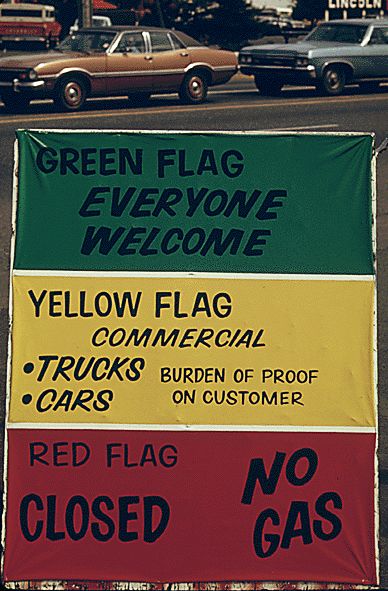 LINCOLN
GREEN FLAG
EVERYONE
WELCOME
YELLOW FLAG
COMMERCIAL
•TRUCKS
•CARS
BURDEN OF PROOF
ON CUSTOMER
RED FLAG
CLOSED
NO
GAS